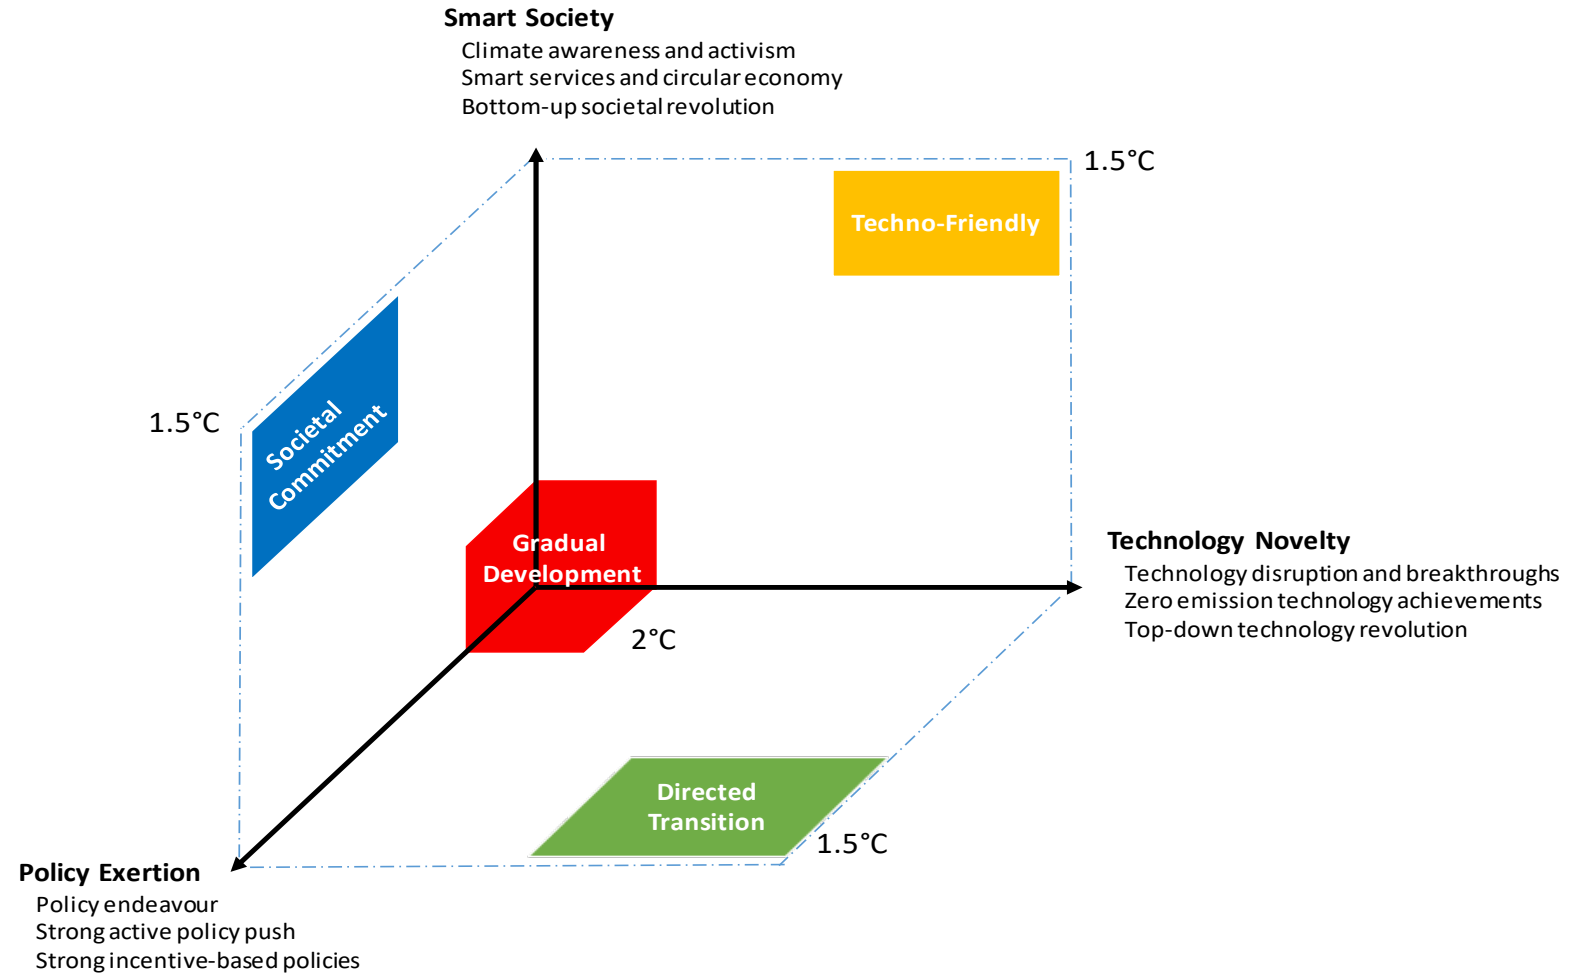 Smart Society
Climate awareness and activism
Smart services and circular economy
Bottom-up societal revolution
1.5°C
Techno-Friendly
1.5°C
Societal
Commitment
Gradual
Development
Technology Novelty
Technology disruption and breakthroughs
Zero emission technology achievements
Top-down technology revolution
2°C
Directed
Transition
1.5°C
Policy Exertion
Policy endeavour
Strong active policy push
Strong incentive-based policies